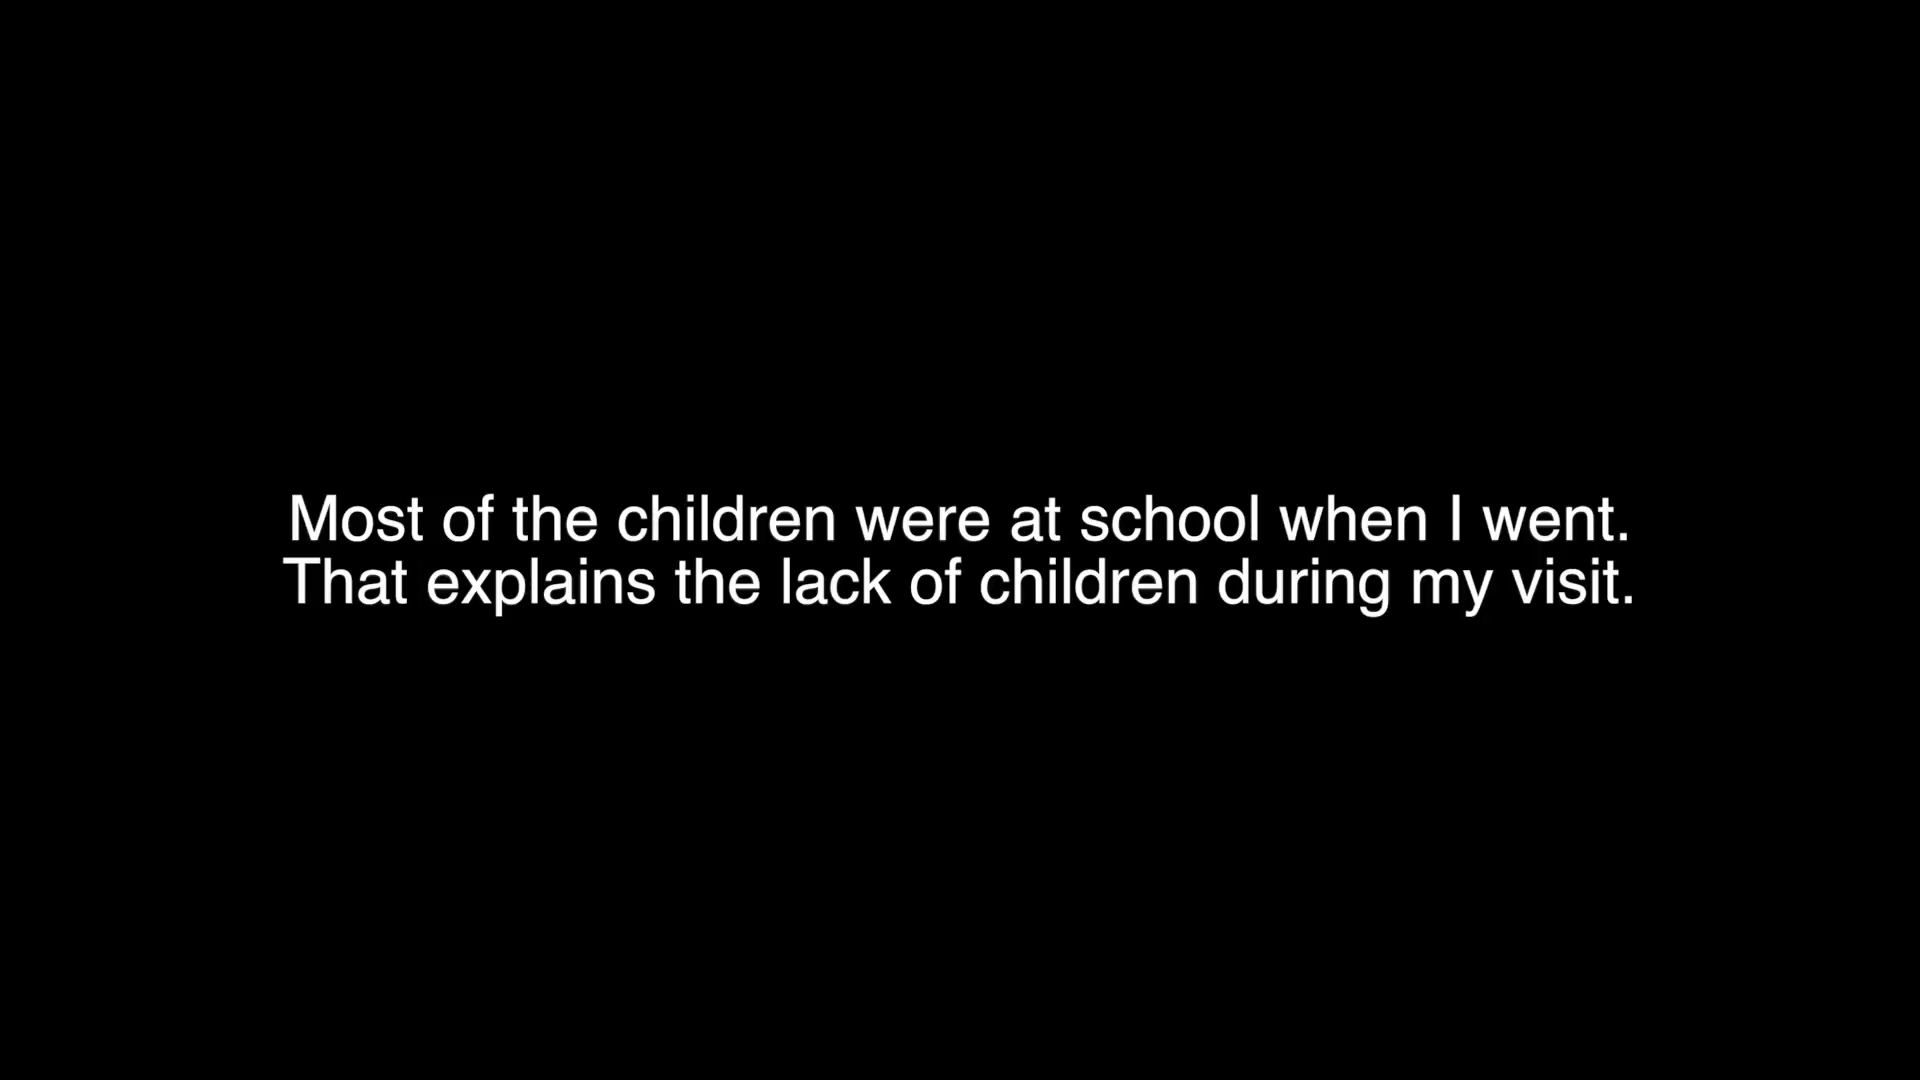 Most of the children were at school when I went.
That explains the lack of children during my visit.